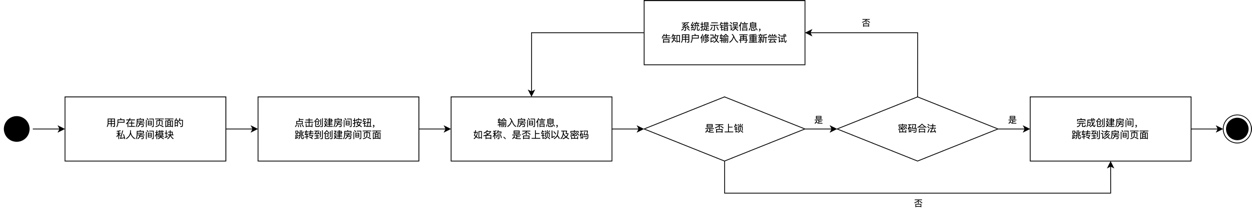 系统提示错误信息，
告知用户修改输入再重新尝试
否
用户在房间页面的
私人房间模块
点击创建房间按钮，
跳转到创建房间页面
输入房间信息，
如名称、是否上锁以及密码
是否上锁
是
密码合法
是
完成创建房间，
跳转到该房间页面
否